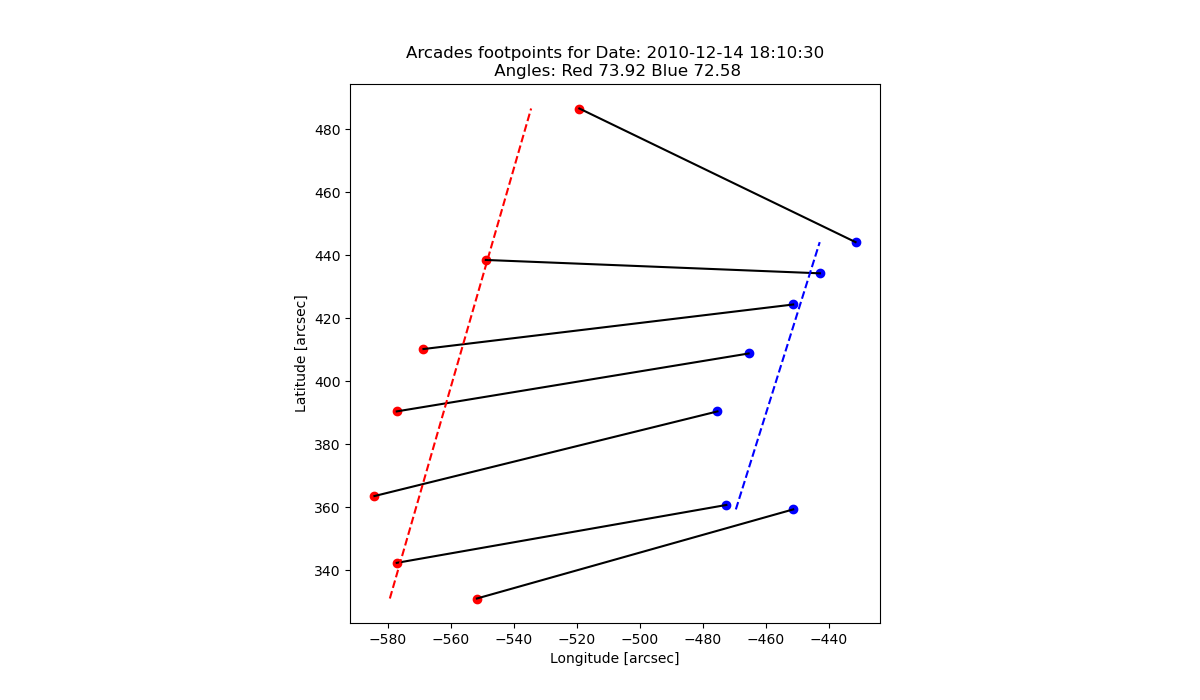 Arcades footpoints for Date: 2010-12-14 18:10:30
Angles: Red 73.92 Blue 72.58
Latitude [arcsec]
480
460
440
420
400
380
360
340
−580 −560 −540 −520 −500 −480 −460 −440
Longitude [arcsec]